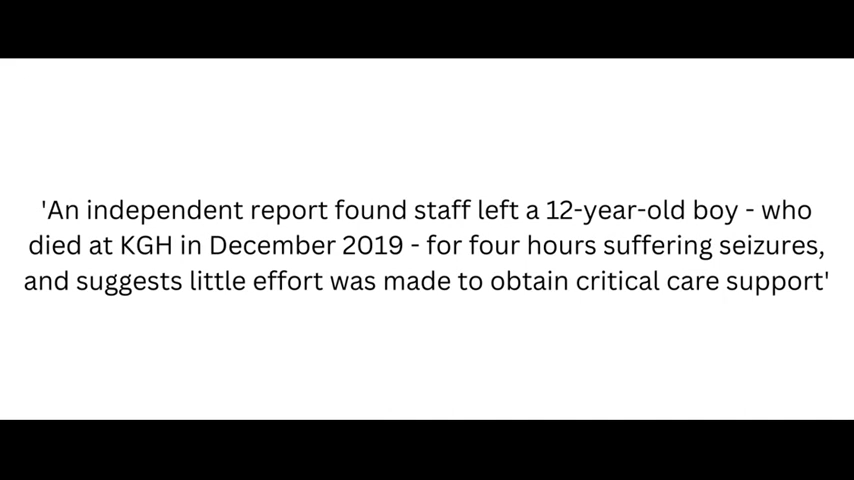 'An independent report found staff left a 12-year-old boy - who
died at KGH in December 2019 - for four hours suffering seizures,
and suggests little effort was made to obtain critical care support'